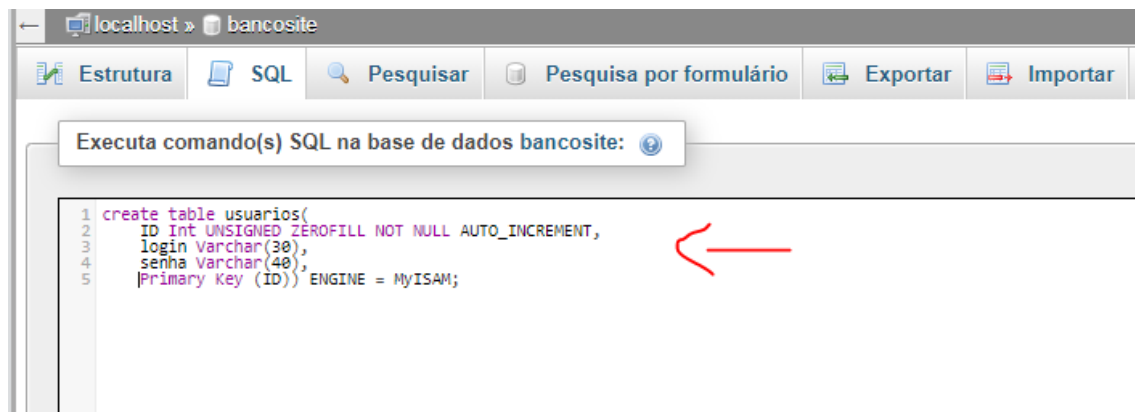 ← localhost » bancosite
Estrutura SQL Pesquisar Pesquisa por formulário Exportar Importar
Executa comando(s) SQL na base de dados bancosite:
1 create table usuarios(
2 ID Int UNSIGNED ZEROFILL NOT NULL AUTO_INCREMENT,
3 login Varchar(30),
4 senha Varchar(40),
5 Primary Key (ID)) ENGINE = MyISAM;